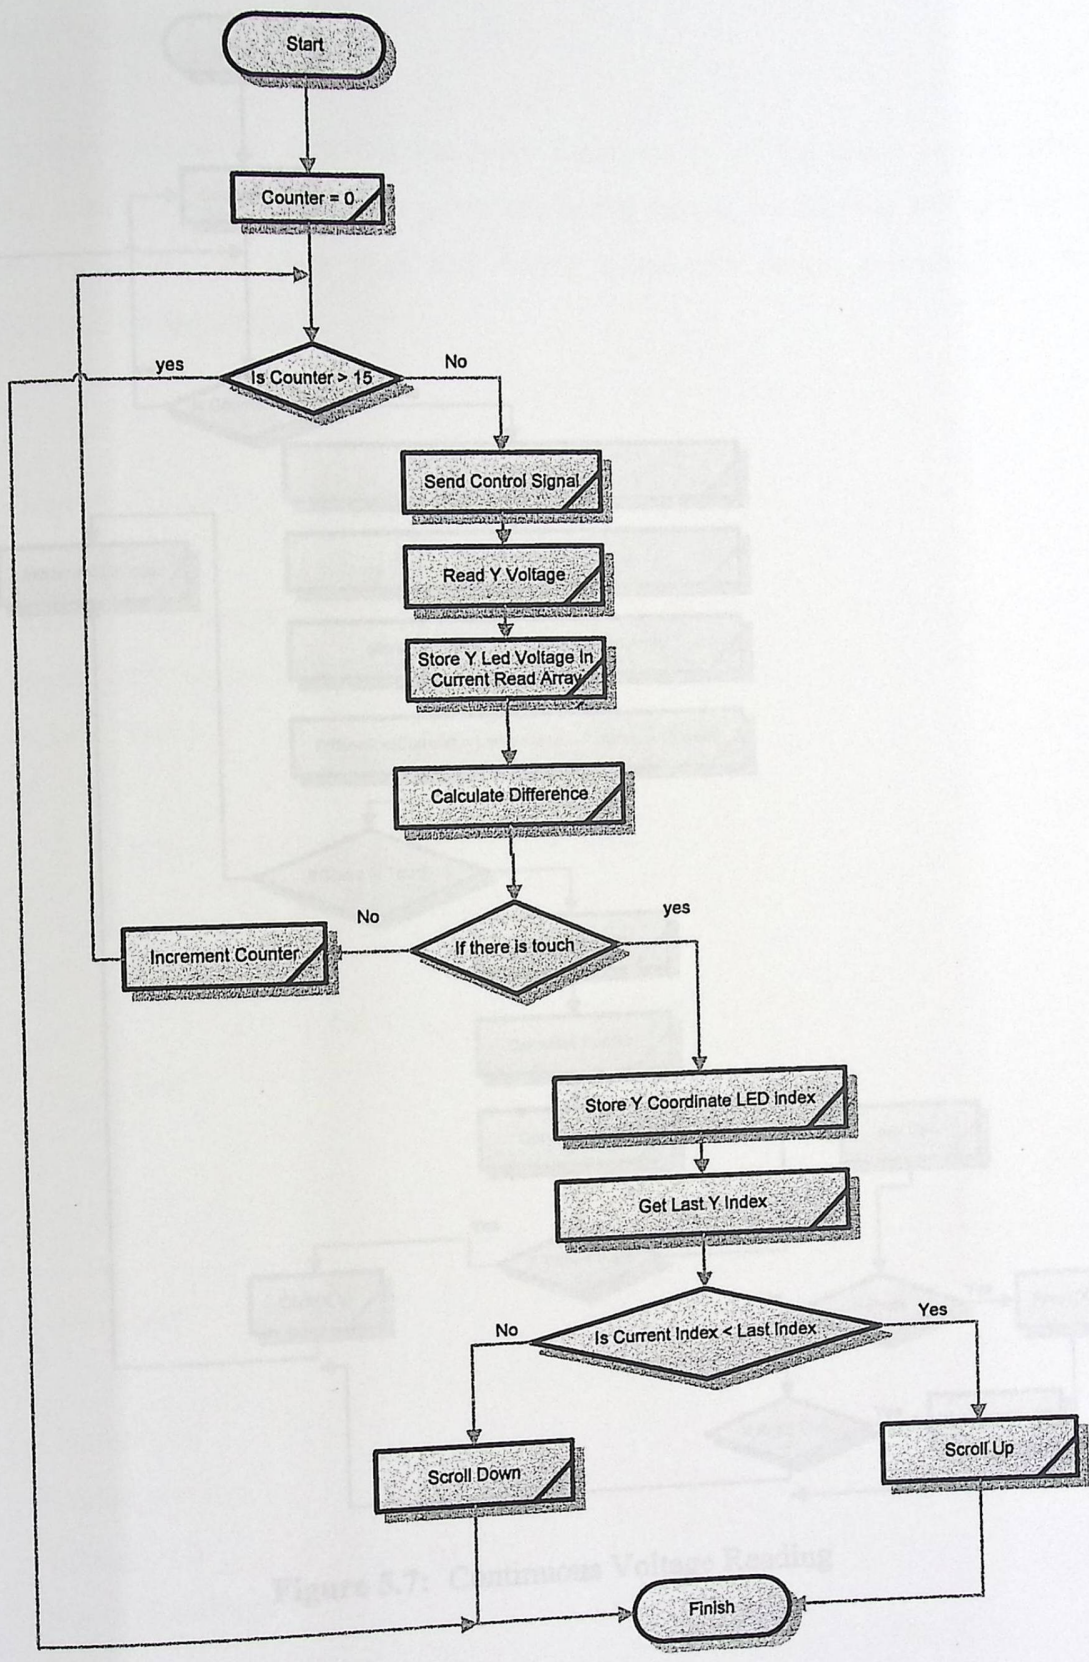 Start
Counter = 0
Is Counter > 15
yes
No
Send Control Signal
Read Y Voltage
Store Y Led Voltage In
Current Read Array
Calculate Difference
If there is touch
No
yes
Increment Counter
Store Y Coordinate LED Index
Get Last Y Index
Is Current Index < Last Index
No
Yes
Scroll Down
Scroll Up
Finish
Figure 5.7: Continuous Voltage Reading